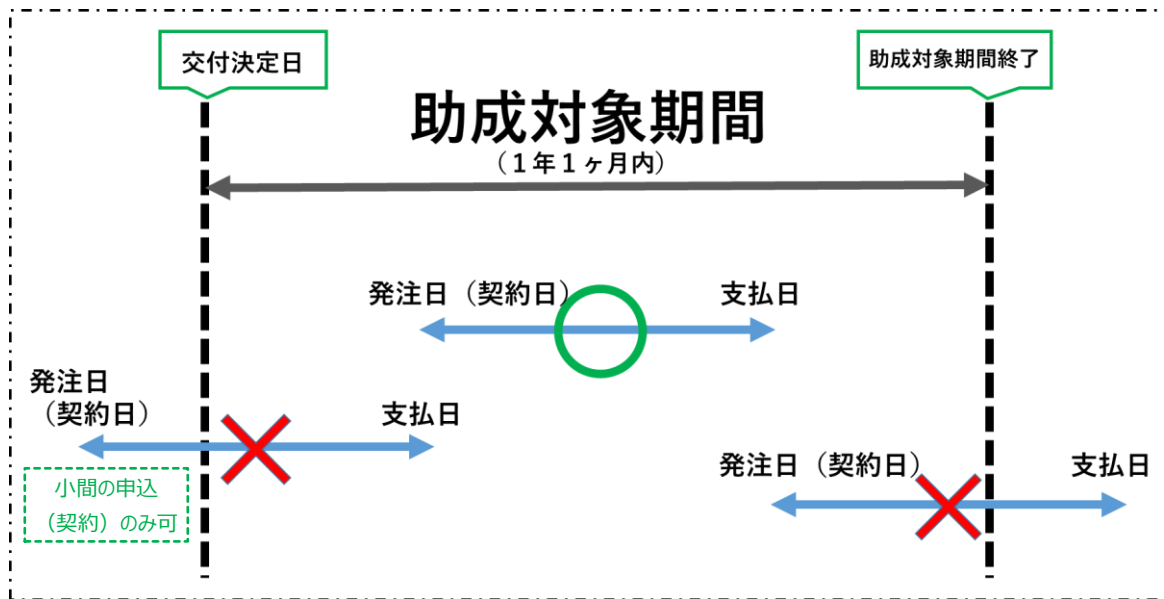 交付決定日
助成対象期間終了
助成対象期間
（１年１ヶ月内）
発注日（契約日）
支払日
発注日
（契約日）
支払日
小間の申込
（契約）のみ可
発注日（契約日）
支払日